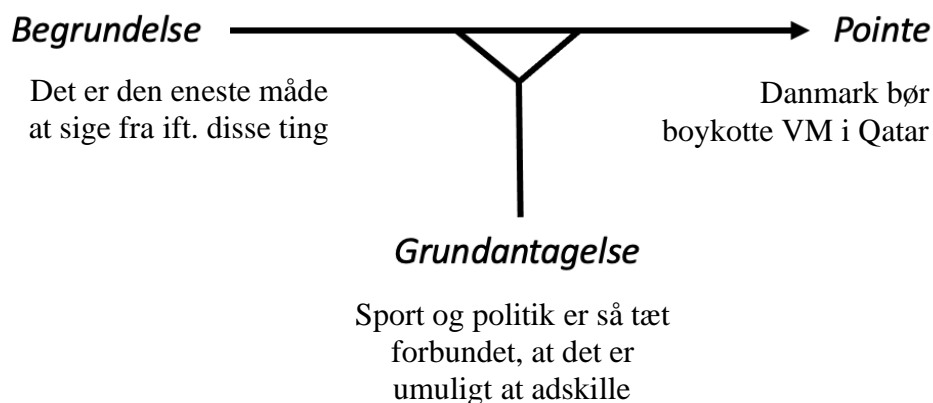 Begrundelse
Pointe
Det er den eneste måde
at sige fra ift. disse ting
Danmark bør
boykotte VM i Qatar
Grundantagelse
Sport og politik er så tæt
forbundet, at det er
umuligt at adskille